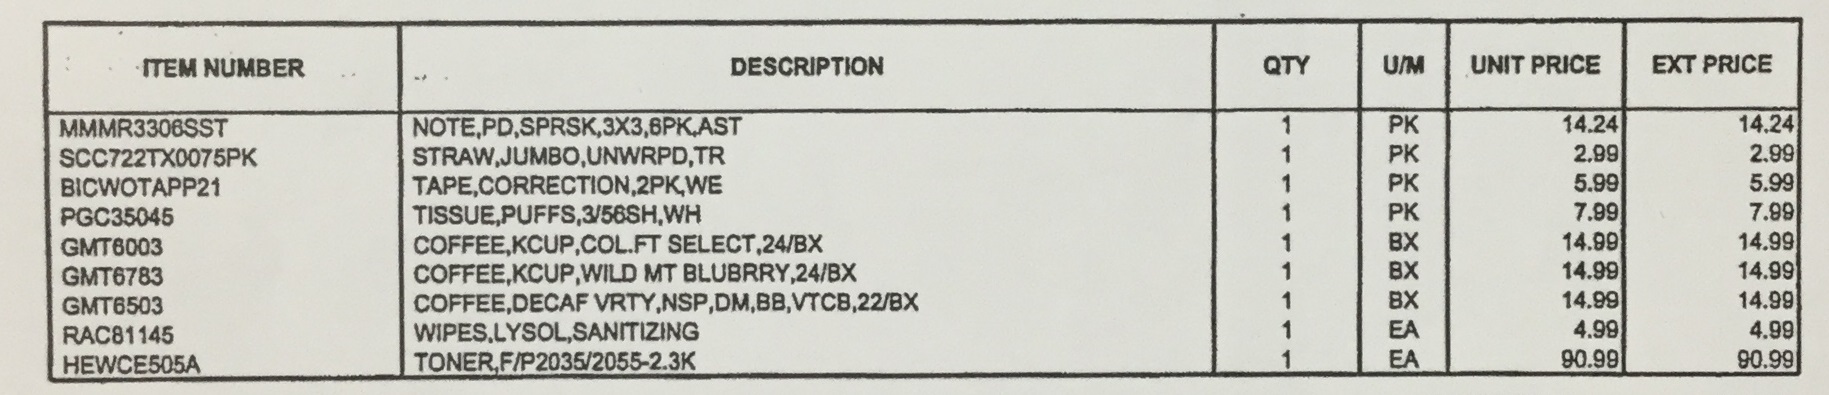 ITEM NUMBER DESCRIPTION QTY U/M UNIT PRICE EXT PRICE
MMMR3306SST NOTE,PD,SPRSK,3X3,6PK,AST 1 PK 14.24 14.24
SCC722TX0075PK STRAW,JUMBO,UNWRPD,TR 1 PK 2.99 2.99
BICWOTAPP21 TAPE,CORRECTION,2PK,WE 1 PK 5.99 5.99
PGC35045 TISSUE,PUFFS,3/56SH,WH 1 PK 7.99 7.99
GMT6003 COFFEE,KCUP,COL.FT SELECT,24/BX 1 BX 14.99 14.99
GMT6783 COFFEE,KCUP,WILD MT BLUBRRY,24/BX 1 BX 14.99 14.99
GMT6503 COFFEE,DECAF VRTY,NSP,DM,BB,VTCB,22/BX 1 BX 14.99 14.99
RAC81145 WIPES,LYSOL,SANITIZING 1 EA 4.99 4.99
HEWCE505A TONER,F/P2035/2055-2.3K 1 EA 90.99 90.99